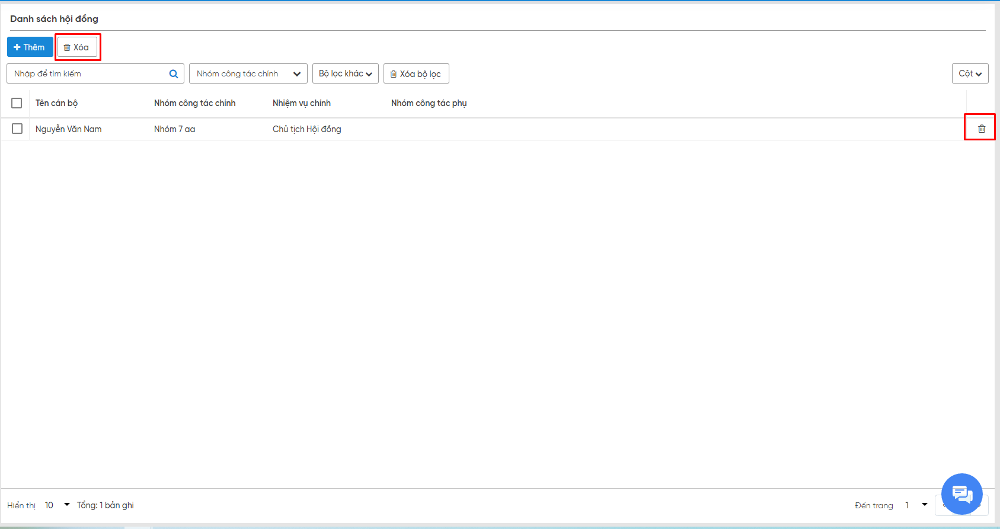 Danh sách hội đồng
Thêm Xóa
Nhập để tìm kiếm Nhóm công tác chính Bộ lọc khác Xóa bộ lọc Cột
Tên cán bộ Nhóm công tác chính Nhiệm vụ chính Nhóm công tác phụ
Nguyễn Văn Nam Nhóm 7 aa Chủ tịch Hội đồng
Hiển thị 10 Tổng: 1 bản ghi Đến trang 1